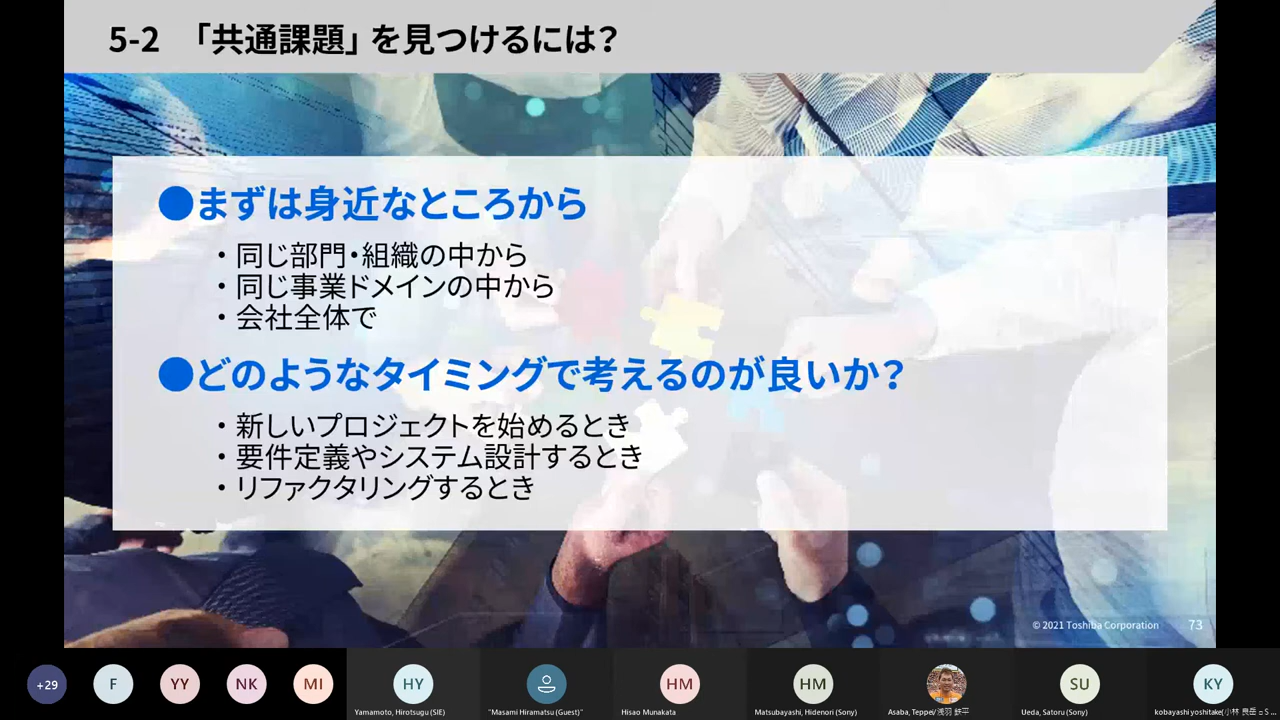 5-2 「共通課題」を見つけるには?
●まずは身近なところから
・同じ部門・組織の中から
・同じ事業ドメインの中から
・会社全体で
●どのようなタイミングで考えるのが良いか?
・新しいプロジェクトを始めるとき
・要件定義やシステム設計するとき
・リファクタリングするとき
© 2021 Toshiba Corporation 73
+29 F YY NK MI HY HM HM SU KY
Yamamoto, Hirotsugu (SIE) "Masami Hiramatsu (Guest)" Hisao Munakata Matsubayashi, Hidenori (Sony) Asaba, Teppei/浅羽 鉄平 Ueda, Satoru (Sony) kobayashi yoshitake(小林 良岳